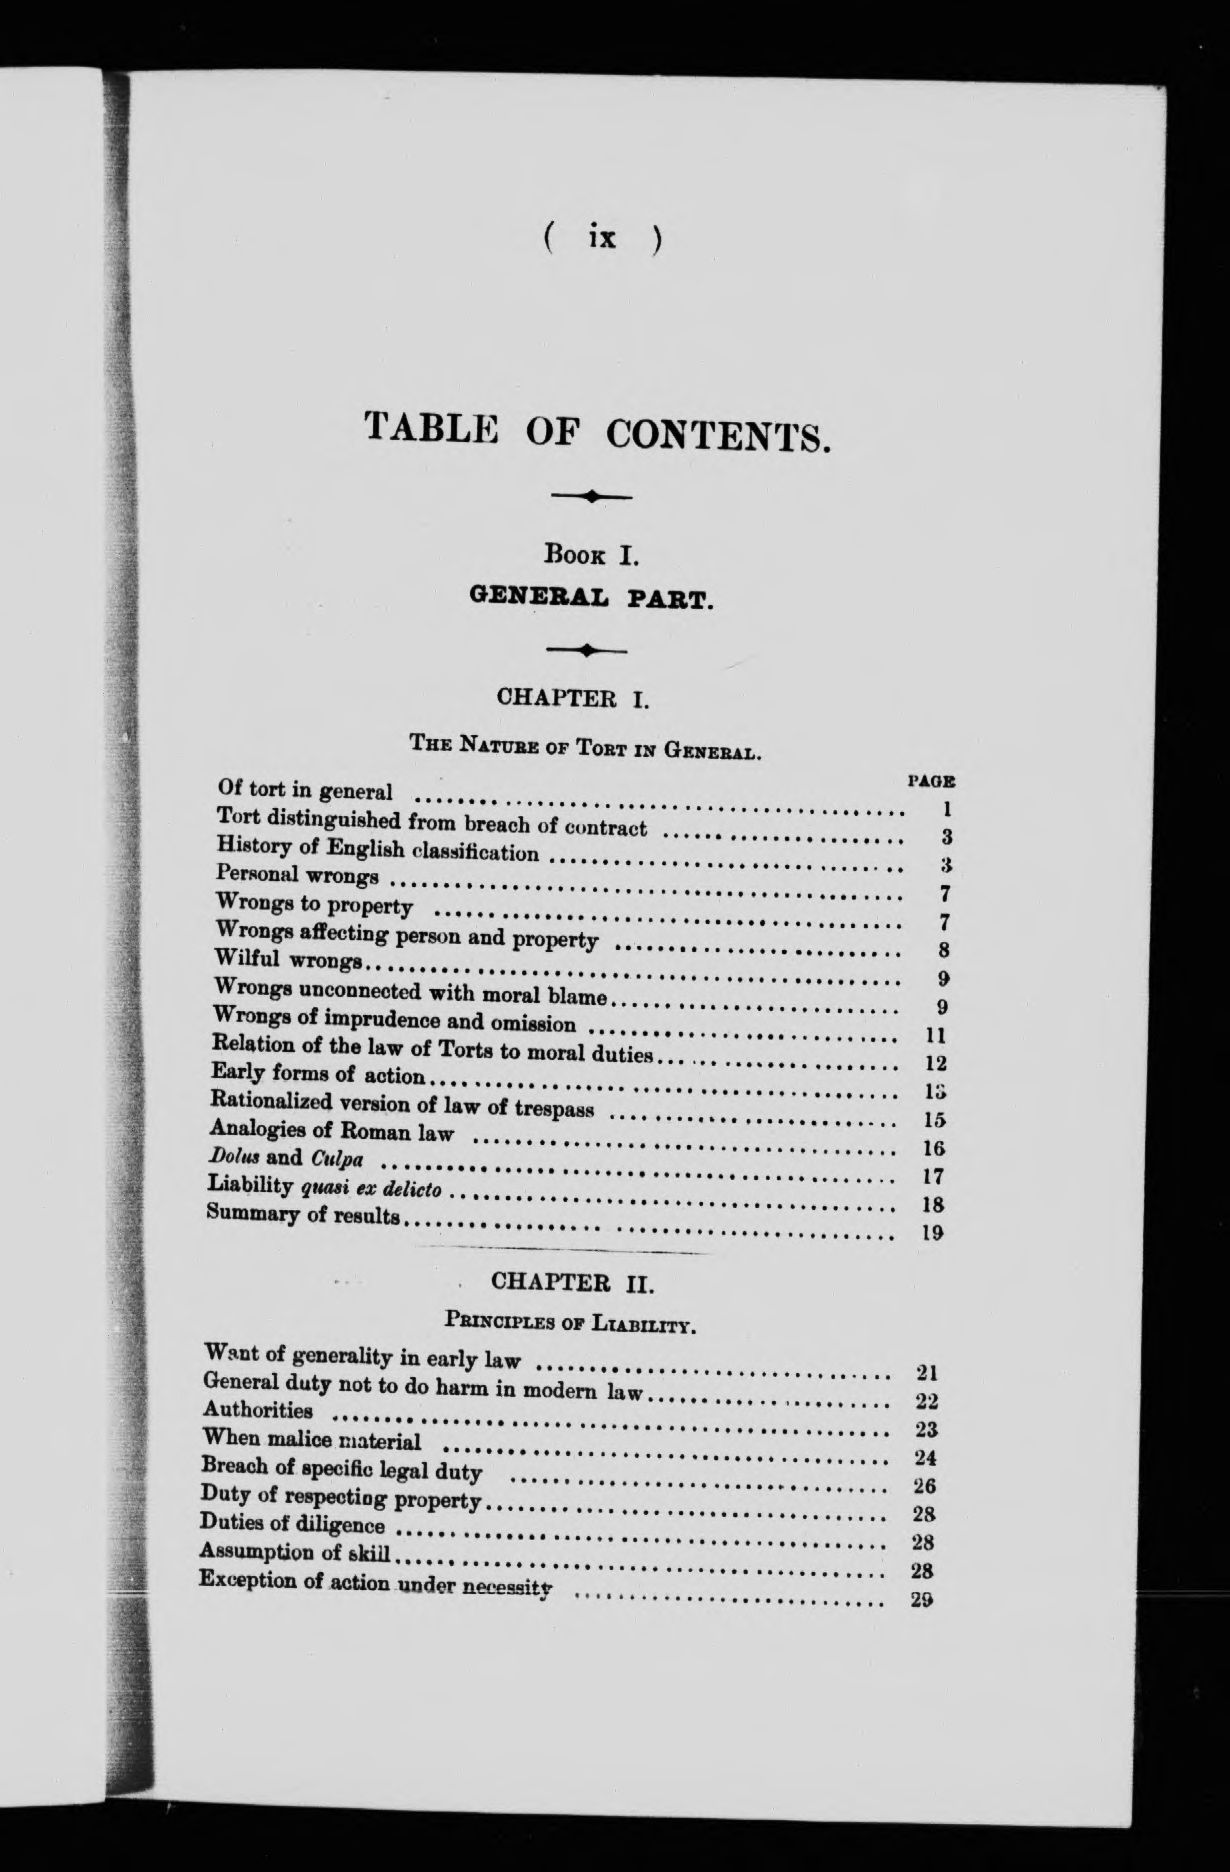 ( ix )
TABLE OF CONTENTS.
BOOK I.
GENERAL PART.
CHAPTER I.
THE NATURE OF TORT IN GENERAL.
PAGE
Of tort in general ........................................ 1
Tort distinguished from breach of contract ........................................ 3
History of English classification ........................................ 3
Personal wrongs ........................................ 7
Wrongs to property ........................................ 7
Wrongs affecting person and property ........................................ 8
Wilful wrongs ........................................ 9
Wrongs unconnected with moral blame ........................................ 9
Wrongs of imprudence and omission ........................................ 11
Relation of the law of Torts to moral duties ........................................ 12
Early forms of action ........................................ 13
Rationalized version of law of trespass ........................................ 15
Analogies of Roman law ........................................ 16
Dolus and Culpa ........................................ 17
Liability quasi ex delicto ........................................ 18
Summary of results ........................................ 19
CHAPTER II.
PRINCIPLES OF LIABILITY.
Want of generality in early law ........................................ 21
General duty not to do harm in modern law ........................................ 22
Authorities ........................................ 23
When malice material ........................................ 24
Breach of specific legal duty ........................................ 26
Duty of respecting property ........................................ 28
Duties of diligence ........................................ 28
Assumption of skill ........................................ 28
Exception of action under necessity ........................................ 29